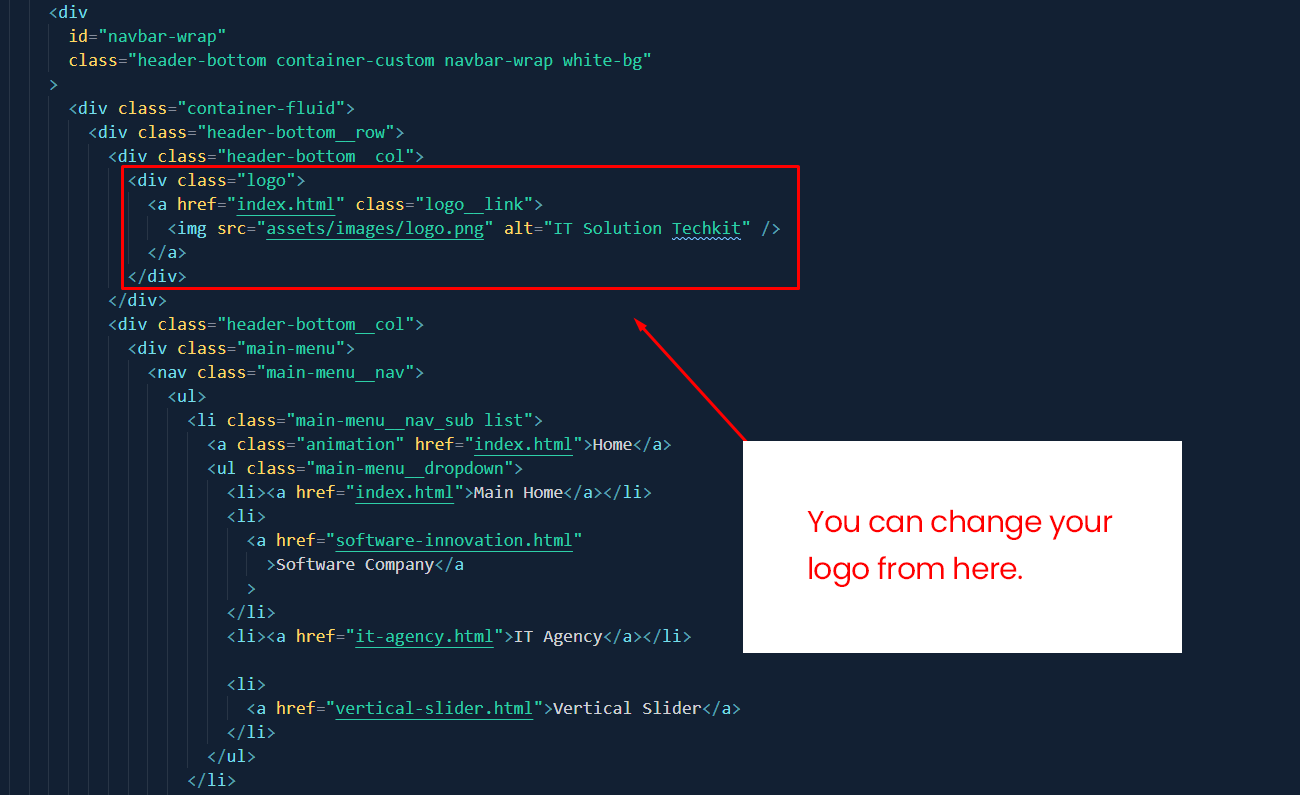 <div
id="navbar-wrap"
class="header-bottom container-custom navbar-wrap white-bg"
>
<div class="container-fluid">
<div class="header-bottom__row">
<div class="header-bottom__col">
<div class="logo">
<a href="index.html" class="logo__link">
<img src="assets/images/logo.png" alt="IT Solution Techkit" />
</a>
</div>
</div>
<div class="header-bottom__col">
<div class="main-menu">
<nav class="main-menu__nav">
<ul>
<li class="main-menu__nav_sub list">
<a class="animation" href="index.html">Home</a>
<ul class="main-menu__dropdown">
<li><a href="index.html">Main Home</a></li>
<li>
<a href="software-innovation.html"
>Software Company</a
>
</li>
<li><a href="it-agency.html">IT Agency</a></li>
<li>
<a href="vertical-slider.html">Vertical Slider</a>
</li>
</ul>
</li>
You can change your
logo from here.